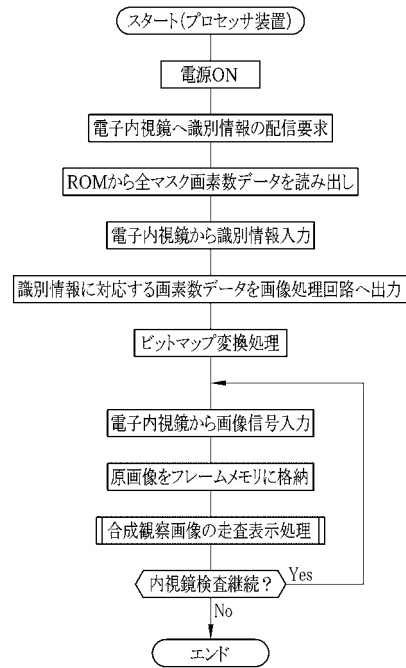 スタート(プロセッサ装置)
電源ON
電子内視鏡へ識別情報の配信要求
ROMから全マスク画素数データを読み出し
電子内視鏡から識別情報入力
識別情報に対応する画素数データを画像処理回路へ出力
ビットマップ変換処理
電子内視鏡から画像信号入力
原画像をフレームメモリに格納
合成観察画像の走査表示処理
内視鏡検査継続?
Yes
No
エンド